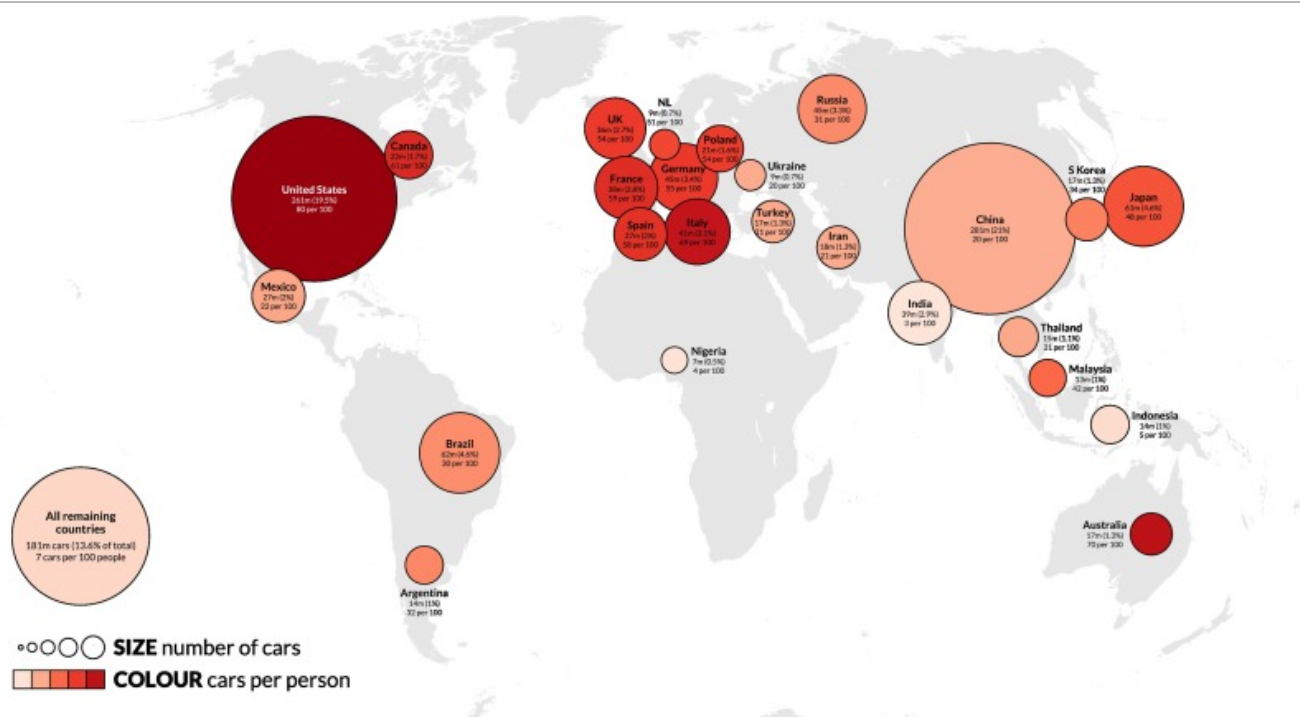 United States
261m (19.5%)
80 per 100
Canada
22m (1.7%)
61 per 100
Mexico
27m (2%)
22 per 100
Brazil
62m (4.6%)
30 per 100
Argentina
14m (1%)
32 per 100
UK
36m (2.7%)
54 per 100
NL
9m (0.7%)
51 per 100
Poland
21m (1.6%)
54 per 100
Germany
45m (3.4%)
55 per 100
France
38m (2.8%)
59 per 100
Spain
27m (2%)
58 per 100
Italy
41m (3.1%)
69 per 100
Ukraine
9m (0.7%)
20 per 100
Turkey
17m (1.3%)
21 per 100
Russia
45m (3.3%)
31 per 100
Iran
18m (1.3%)
21 per 100
China
281m (21%)
20 per 100
S Korea
17m (1.3%)
34 per 100
Japan
61m (4.6%)
48 per 100
India
39m (2.9%)
3 per 100
Thailand
15m (1.1%)
21 per 100
Malaysia
13m (1%)
42 per 100
Indonesia
14m (1%)
5 per 100
Nigeria
7m (0.5%)
4 per 100
Australia
17m (1.3%)
70 per 100
All remaining
countries
181m cars (13.6% of total)
7 cars per 100 people
SIZE number of cars
COLOUR cars per person